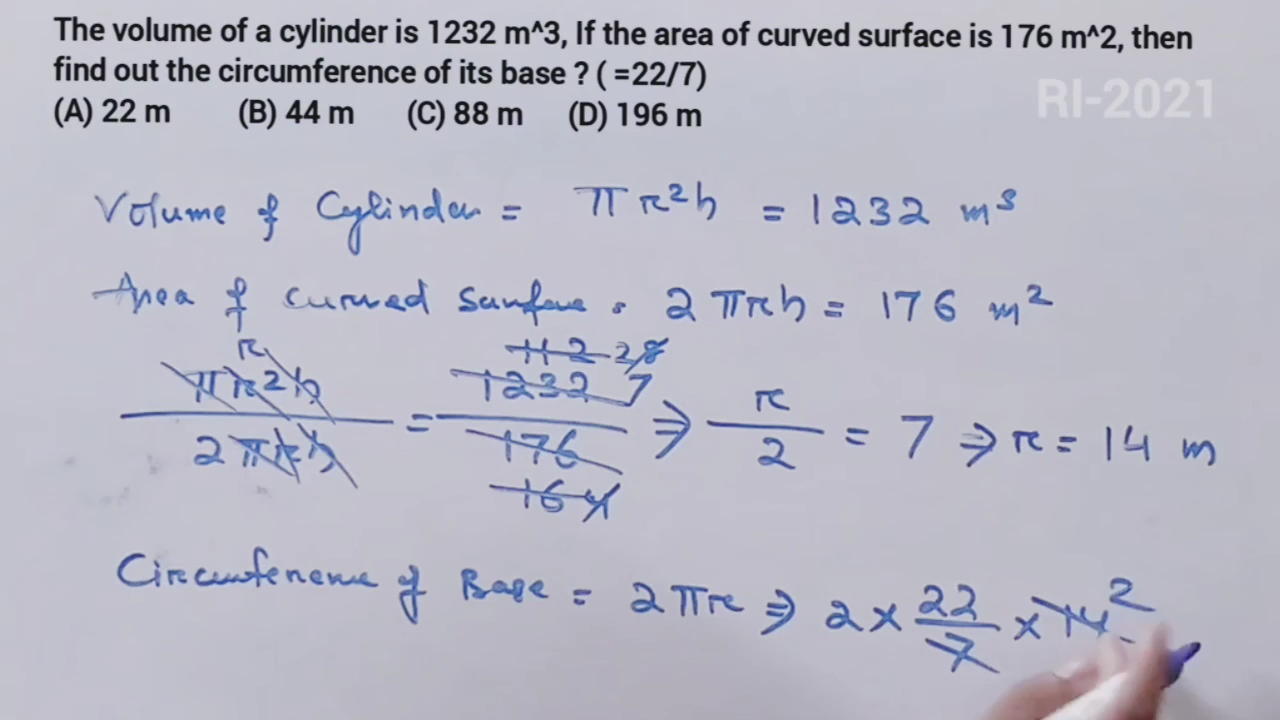 The volume of a cylinder is 1232 m^3, If the area of curved surface is 176 m^2, then
find out the circumference of its base ? ( =22/7)
(A) 22 m (B) 44 m (C) 88 m (D) 196 m
RI-2021
Volume of Cylinder = πr²h = 1232 m³
Area of curved surface = 2πrh = 176 m²
r 112 28
πr²h / 2πrh = 1232 7 / 176 ⇒ r/2 = 7 ⇒ r = 14 m
16 4
Circumference of Base = 2πr ⇒ 2 × 22/7 × 14 2